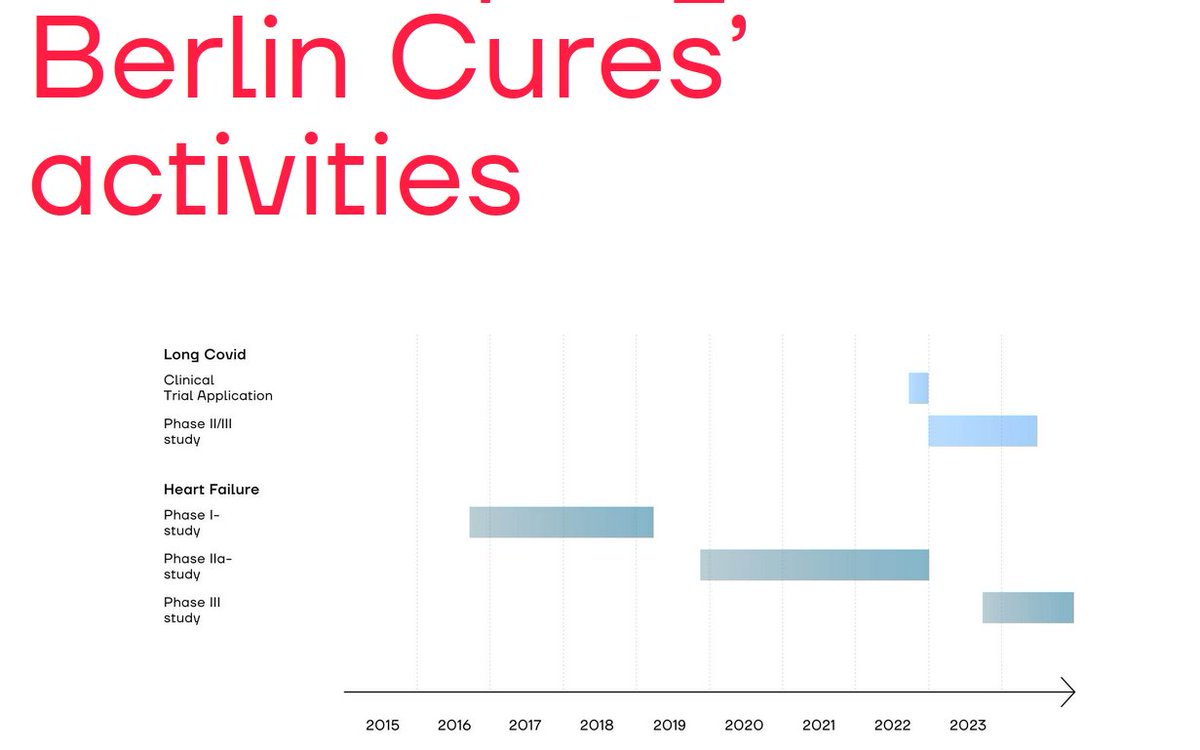 Berlin Cures’
activities
Long Covid
Clinical
Trial Application
Phase II/III
study
Heart Failure
Phase I-
study
Phase IIa-
study
Phase III
study
2015 2016 2017 2018 2019 2020 2021 2022 2023